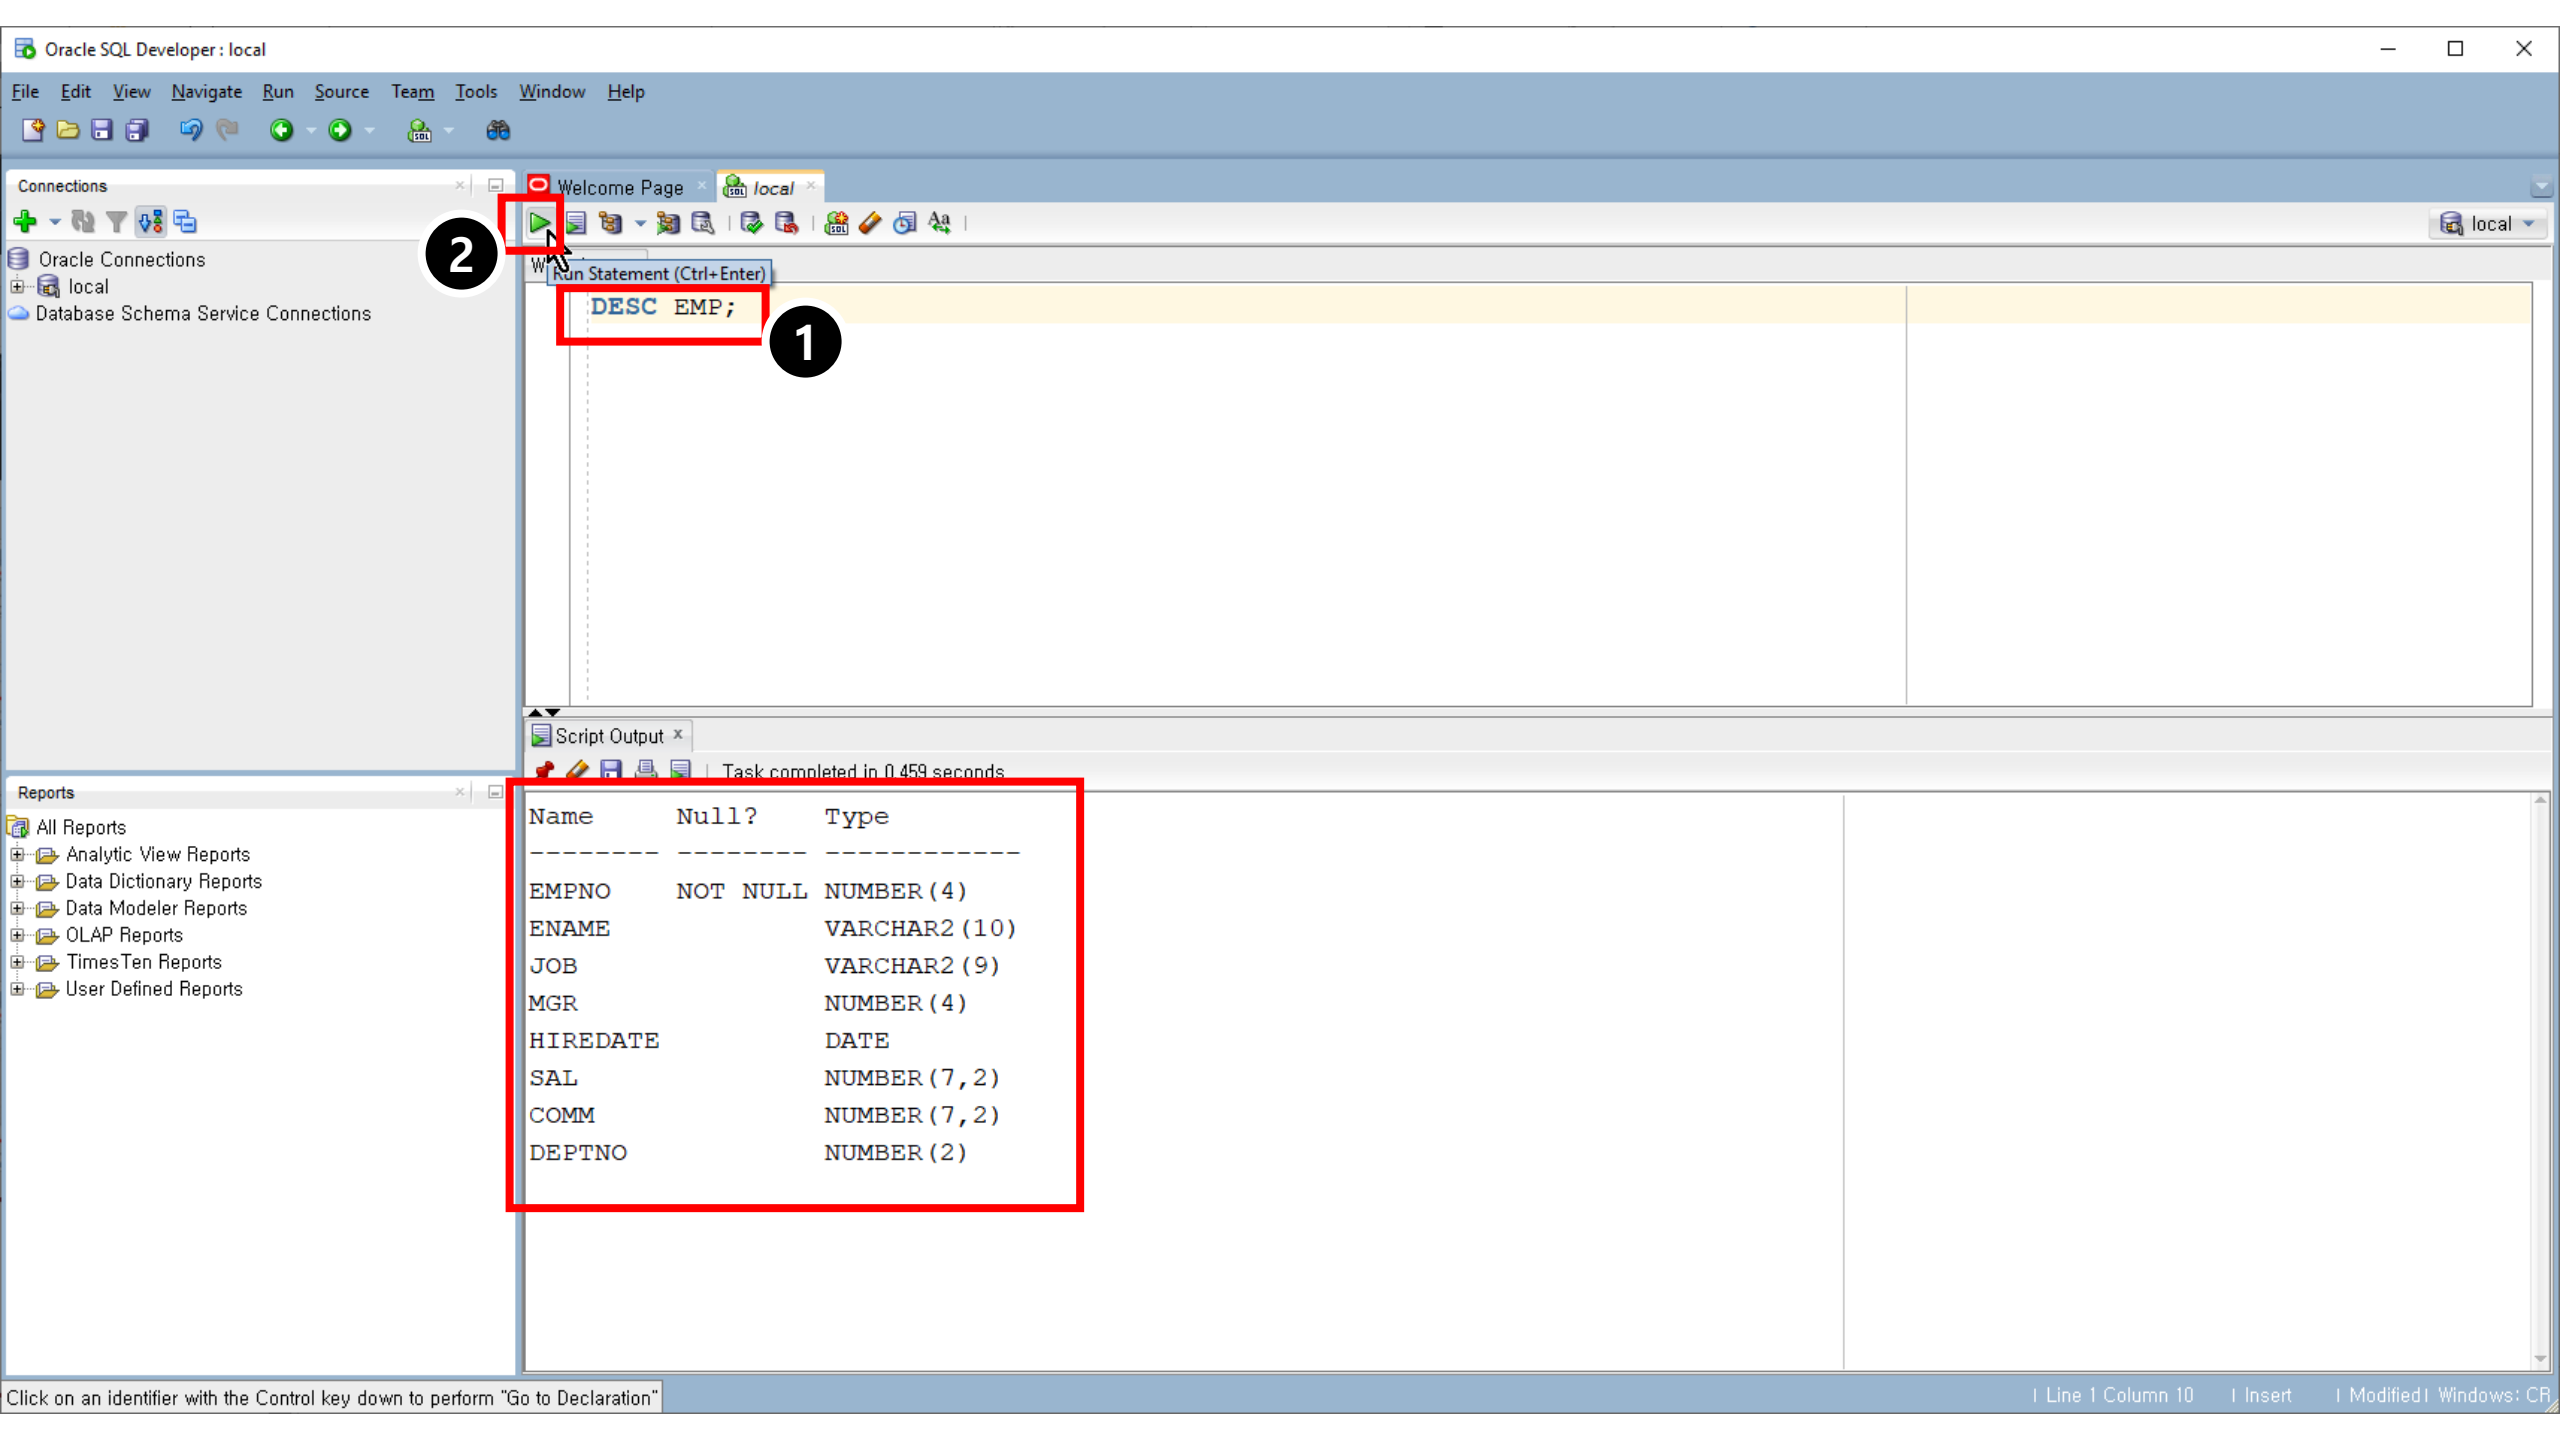 Oracle SQL Developer : local
File Edit View Navigate Run Source Team Tools Window Help
Connections
Welcome Page
local
local
2
Run Statement (Ctrl+Enter)
Oracle Connections
local
Database Schema Service Connections
DESC EMP;
1
Script Output
Task completed in 0.459 seconds
Reports
All Reports
Analytic View Reports
Data Dictionary Reports
Data Modeler Reports
OLAP Reports
TimesTen Reports
User Defined Reports
Name Null? Type
-------- -------- ------------
EMPNO NOT NULL NUMBER(4)
ENAME VARCHAR2(10)
JOB VARCHAR2(9)
MGR NUMBER(4)
HIREDATE DATE
SAL NUMBER(7,2)
COMM NUMBER(7,2)
DEPTNO NUMBER(2)
Click on an identifier with the Control key down to perform "Go to Declaration"
| Line 1 Column 10 | Insert | Modified | Windows: CR